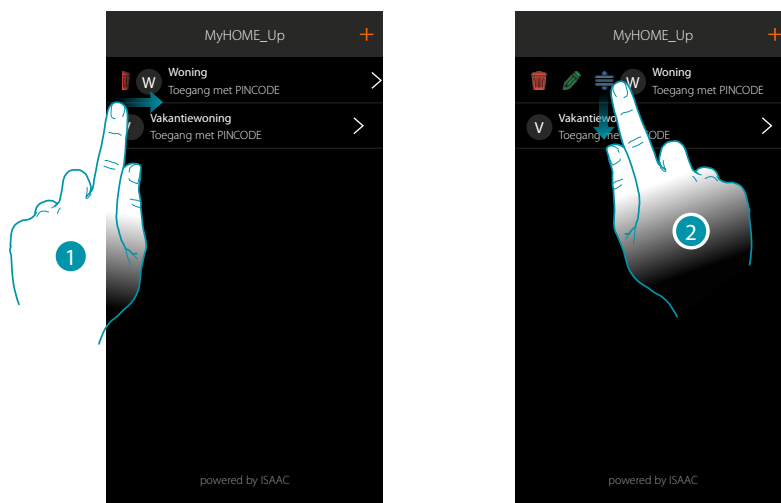 MyHOME_Up
+
W
Woning
Toegang met PINCODE
V
Vakantiewoning
Toegang met PINCODE
1
powered by ISAAC
MyHOME_Up
+
W
Woning
Toegang met PINCODE
V
Vakantiewo
Toegang me CODE
2
powered by ISAAC